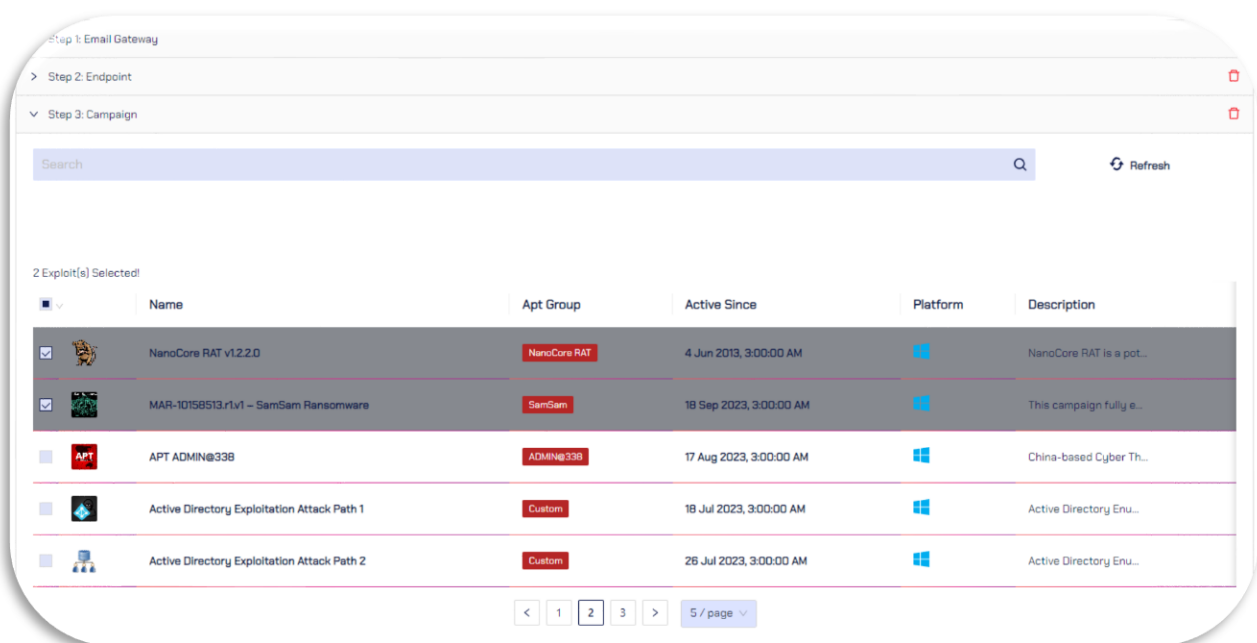 Step 1: Email Gateway
Step 2: Endpoint
Step 3: Campaign
Search
Refresh
2 Exploit(s) Selected!
Name Apt Group Active Since Platform Description
NanoCore RAT v1.2.2.0 NanoCore RAT 4 Jun 2013, 3:00:00 AM NanoCore RAT is a pot...
MAR-10158513.r1.v1 – SamSam Ransomware SamSam 18 Sep 2023, 3:00:00 AM This campaign fully e...
APT APT ADMIN@338 ADMIN@338 17 Aug 2023, 3:00:00 AM China-based Cyber Th...
Active Directory Exploitation Attack Path 1 Custom 18 Jul 2023, 3:00:00 AM Active Directory Enu...
Active Directory Exploitation Attack Path 2 Custom 26 Jul 2023, 3:00:00 AM Active Directory Enu...
< 1 2 3 > 5 / page